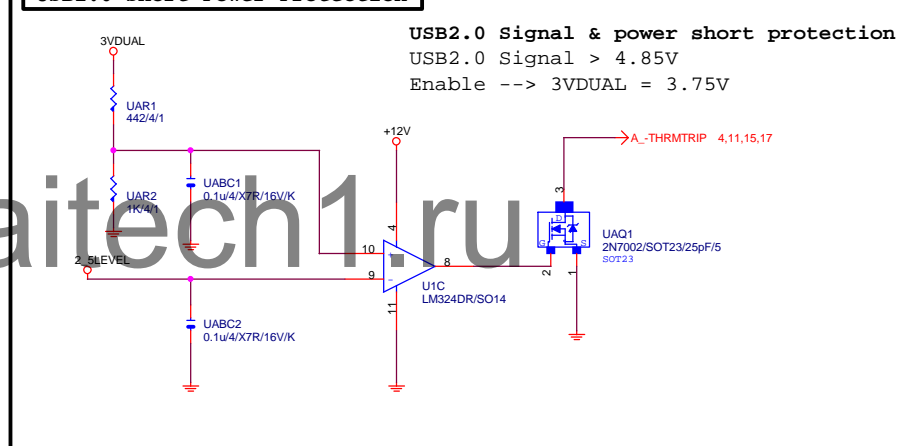 USB2.0 Short Power Protection
USB2.0 Signal & power short protection
USB2.0 Signal > 4.85V
Enable --> 3VDUAL = 3.75V
3VDUAL
UAR1
442/4/1
+12V
A_-THRMTRIP 4,11,15,17
UABC1
0.1u/4/X7R/16V/K
UAR2
1K/4/1
aitech1.ru
3
D
G
S
UAQ1
2N7002/SOT23/25pF/5
SOT23
2
1
4
10
+
9
-
8
11
U1C
LM324DR/SO14
2_5LEVEL
UABC2
0.1u/4/X7R/16V/K